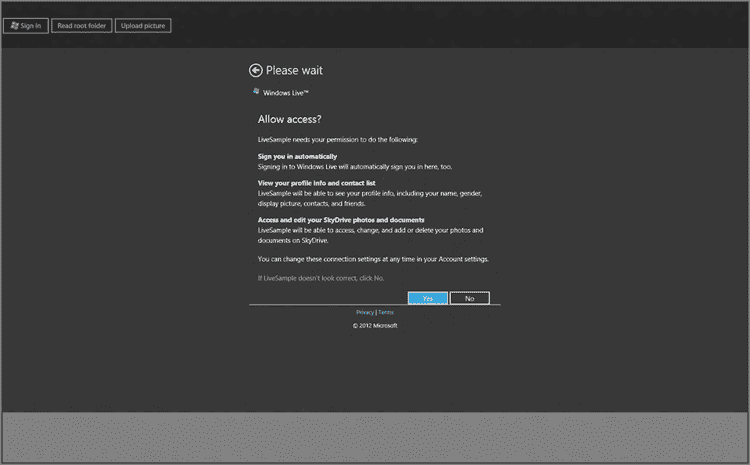 Sign in Read root folder Upload picture
Please wait
Windows Live™
Allow access?
LiveSample needs your permission to do the following:
Sign you in automatically
Signing in to Windows Live will automatically sign you in here, too.
View your profile info and contact list
LiveSample will be able to see your profile info, including your name, gender,
display picture, contacts, and friends.
Access and edit your SkyDrive photos and documents
LiveSample will be able to access, change, and add or delete your photos and
documents on SkyDrive.
You can change these connection settings at any time in your Account settings.
If LiveSample doesn't look correct, click No.
Yes No
Privacy | Terms
© 2012 Microsoft